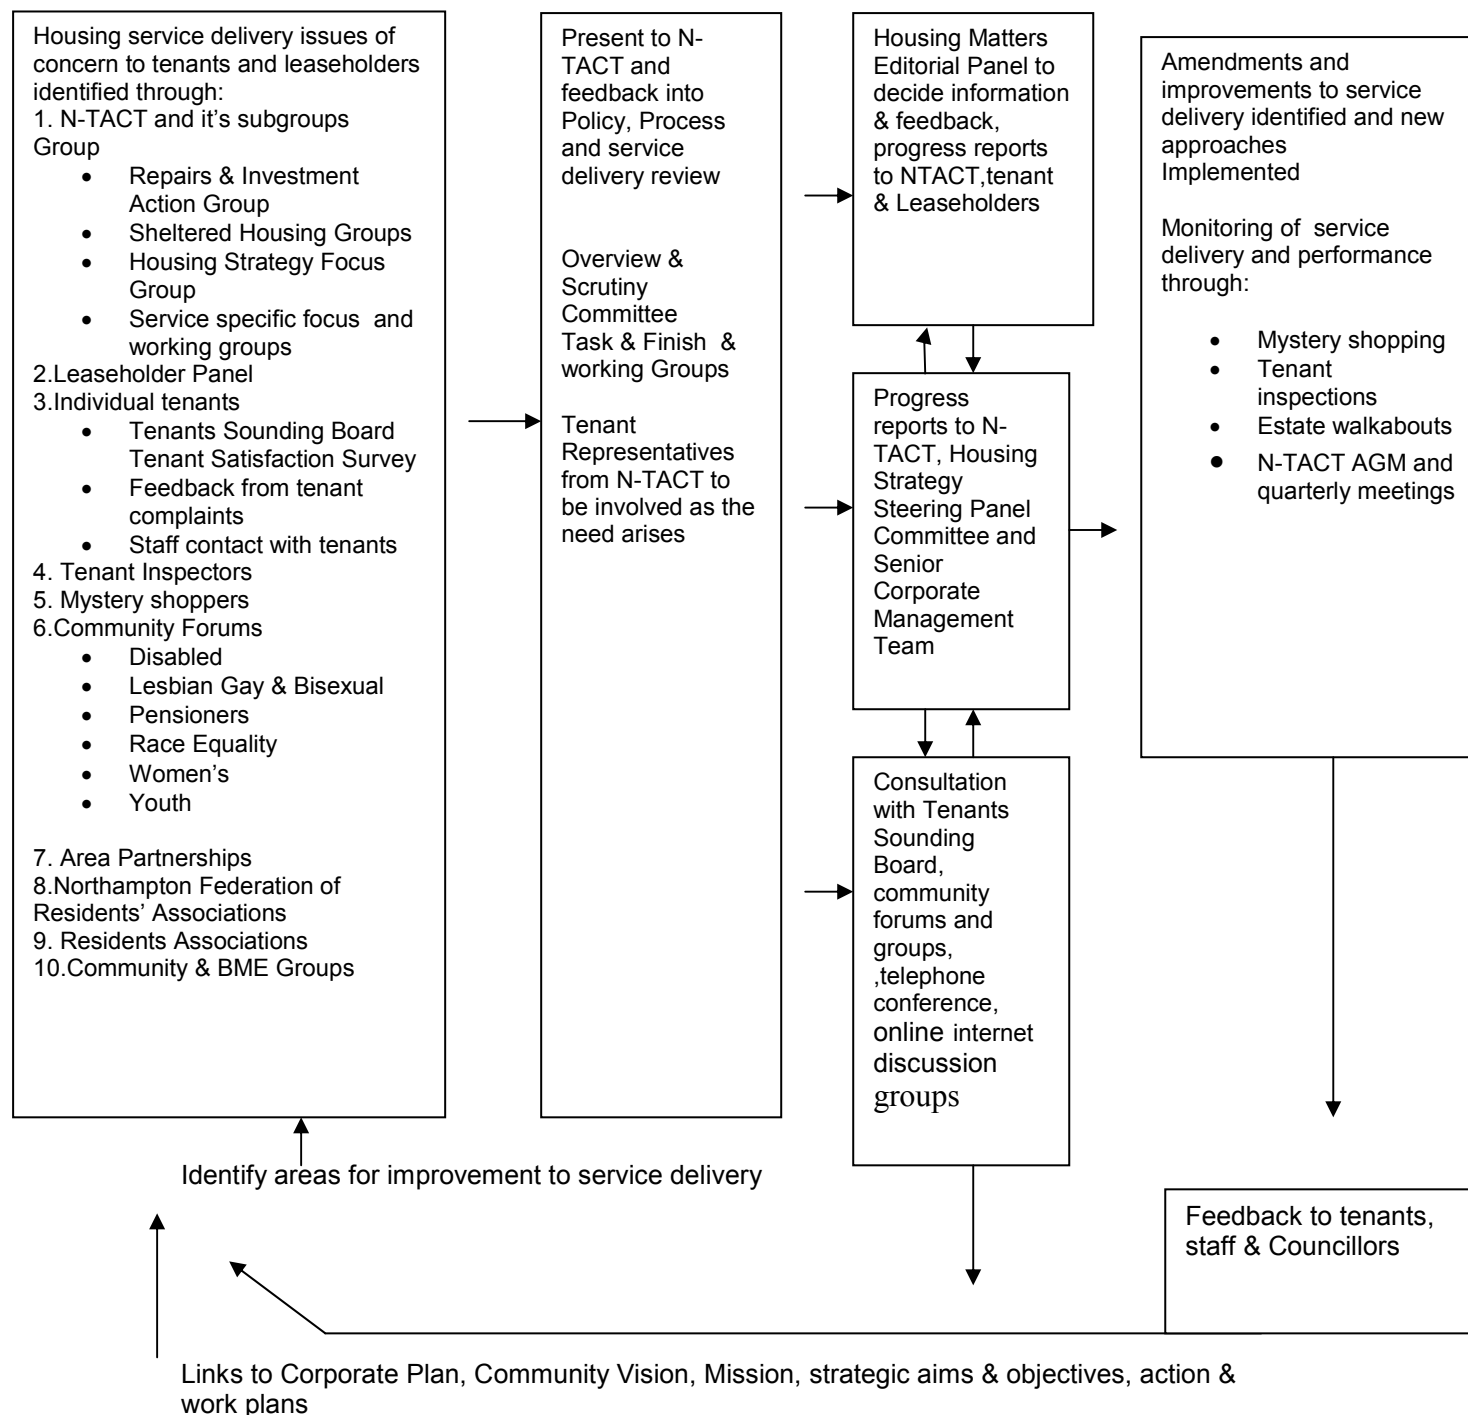 Housing service delivery issues of
concern to tenants and leaseholders
identified through:
1. N-TACT and it’s subgroups
Group
• Repairs & Investment
Action Group
• Sheltered Housing Groups
• Housing Strategy Focus
Group
• Service specific focus and
working groups
2.Leaseholder Panel
3.Individual tenants
• Tenants Sounding Board
Tenant Satisfaction Survey
• Feedback from tenant
complaints
• Staff contact with tenants
4. Tenant Inspectors
5. Mystery shoppers
6.Community Forums
• Disabled
• Lesbian Gay & Bisexual
• Pensioners
• Race Equality
• Women’s
• Youth
7. Area Partnerships
8.Northampton Federation of
Residents’ Associations
9. Residents Associations
10.Community & BME Groups
Present to N-
TACT and
feedback into
Policy, Process
and service
delivery review
Overview &
Scrutiny
Committee
Task & Finish &
working Groups
Tenant
Representatives
from N-TACT to
be involved as the
need arises
Housing Matters
Editorial Panel to
decide information
& feedback,
progress reports
to NTACT,tenant
& Leaseholders
Progress
reports to N-
TACT, Housing
Strategy
Steering Panel
Committee and
Senior
Corporate
Management
Team
Consultation
with Tenants
Sounding
Board,
community
forums and
groups,
,telephone
conference,
online internet
discussion
groups
Amendments and
improvements to service
delivery identified and new
approaches
Implemented
Monitoring of service
delivery and performance
through:
• Mystery shopping
• Tenant
inspections
• Estate walkabouts
• N-TACT AGM and
quarterly meetings
Identify areas for improvement to service delivery
Feedback to tenants,
staff & Councillors
Links to Corporate Plan, Community Vision, Mission, strategic aims & objectives, action &
work plans